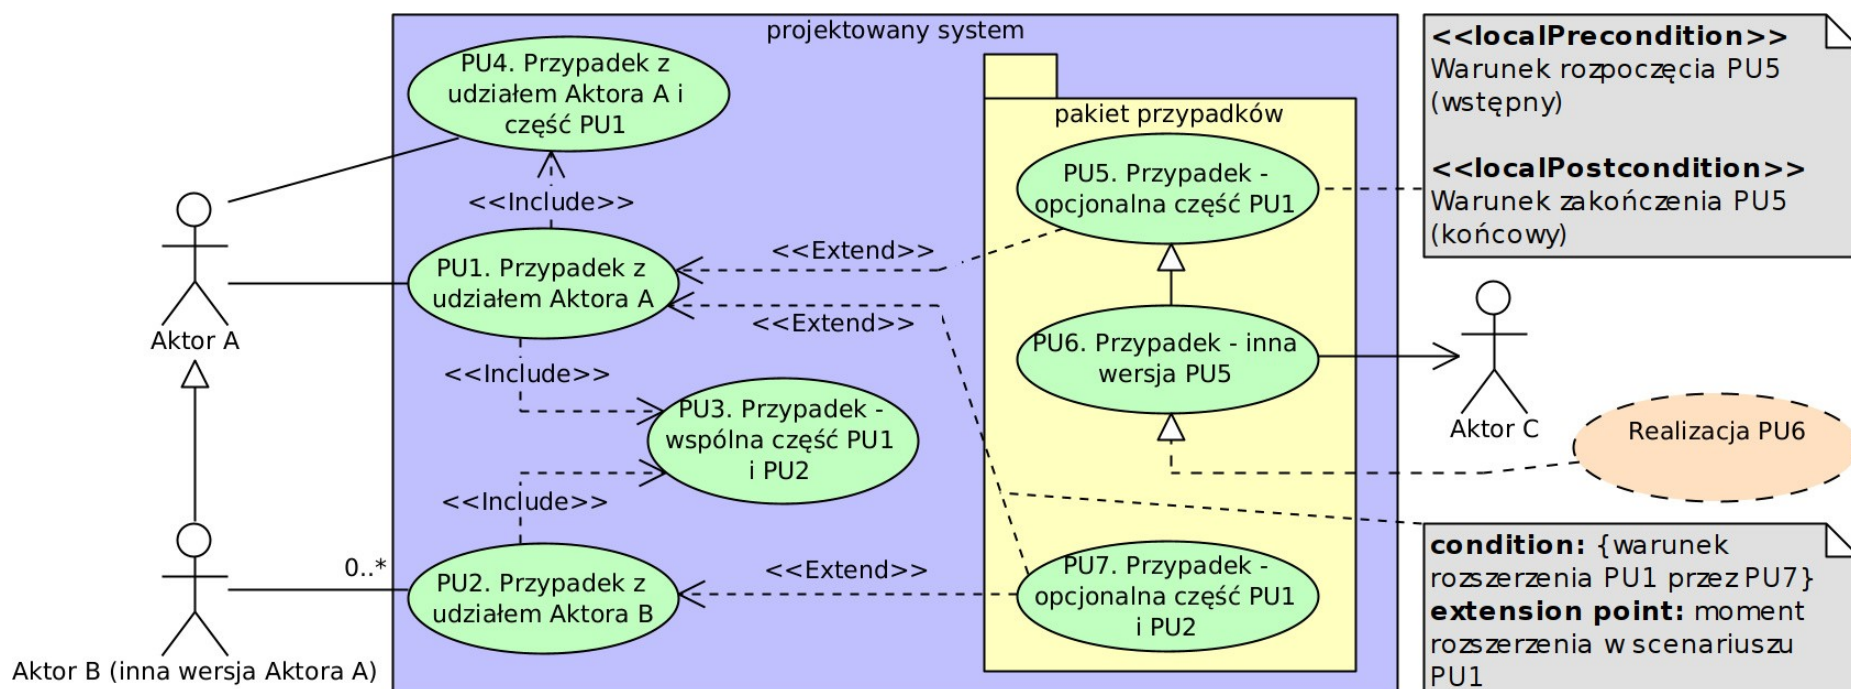 projektowany system
PU4. Przypadek z
udziałem Aktora A i
część PU1
<<Include>>
PU1. Przypadek z
udziałem Aktora A
<<Extend>>
<<Extend>>
<<Include>>
PU3. Przypadek -
wspólna część PU1
i PU2
<<Include>>
PU2. Przypadek z
udziałem Aktora B
<<Extend>>
0..*
Aktor A
Aktor B (inna wersja Aktora A)
pakiet przypadków
PU5. Przypadek -
opcjonalna część PU1
PU6. Przypadek - inna
wersja PU5
PU7. Przypadek -
opcjonalna część PU1
i PU2
<<localPrecondition>>
Warunek rozpoczęcia PU5
(wstępny)
<<localPostcondition>>
Warunek zakończenia PU5
(końcowy)
Aktor C
Realizacja PU6
condition: {warunek
rozszerzenia PU1 przez PU7}
extension point: moment
rozszerzenia w scenariuszu
PU1